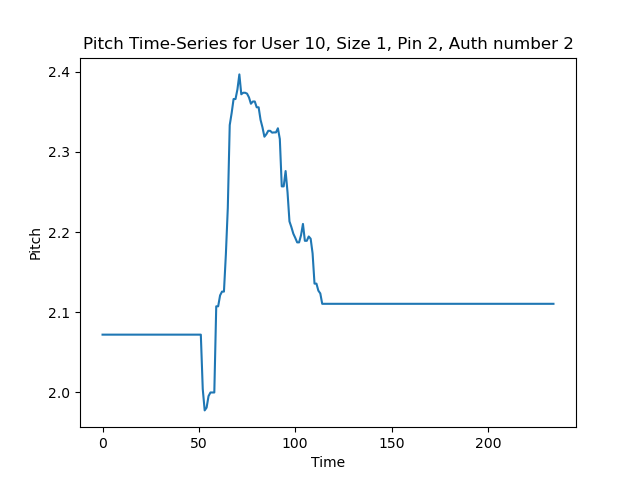 Pitch Time-Series for User 10, Size 1, Pin 2, Auth number 2
2.4
2.3
2.2
2.1
2.0
Pitch
0 50 100 150 200
Time